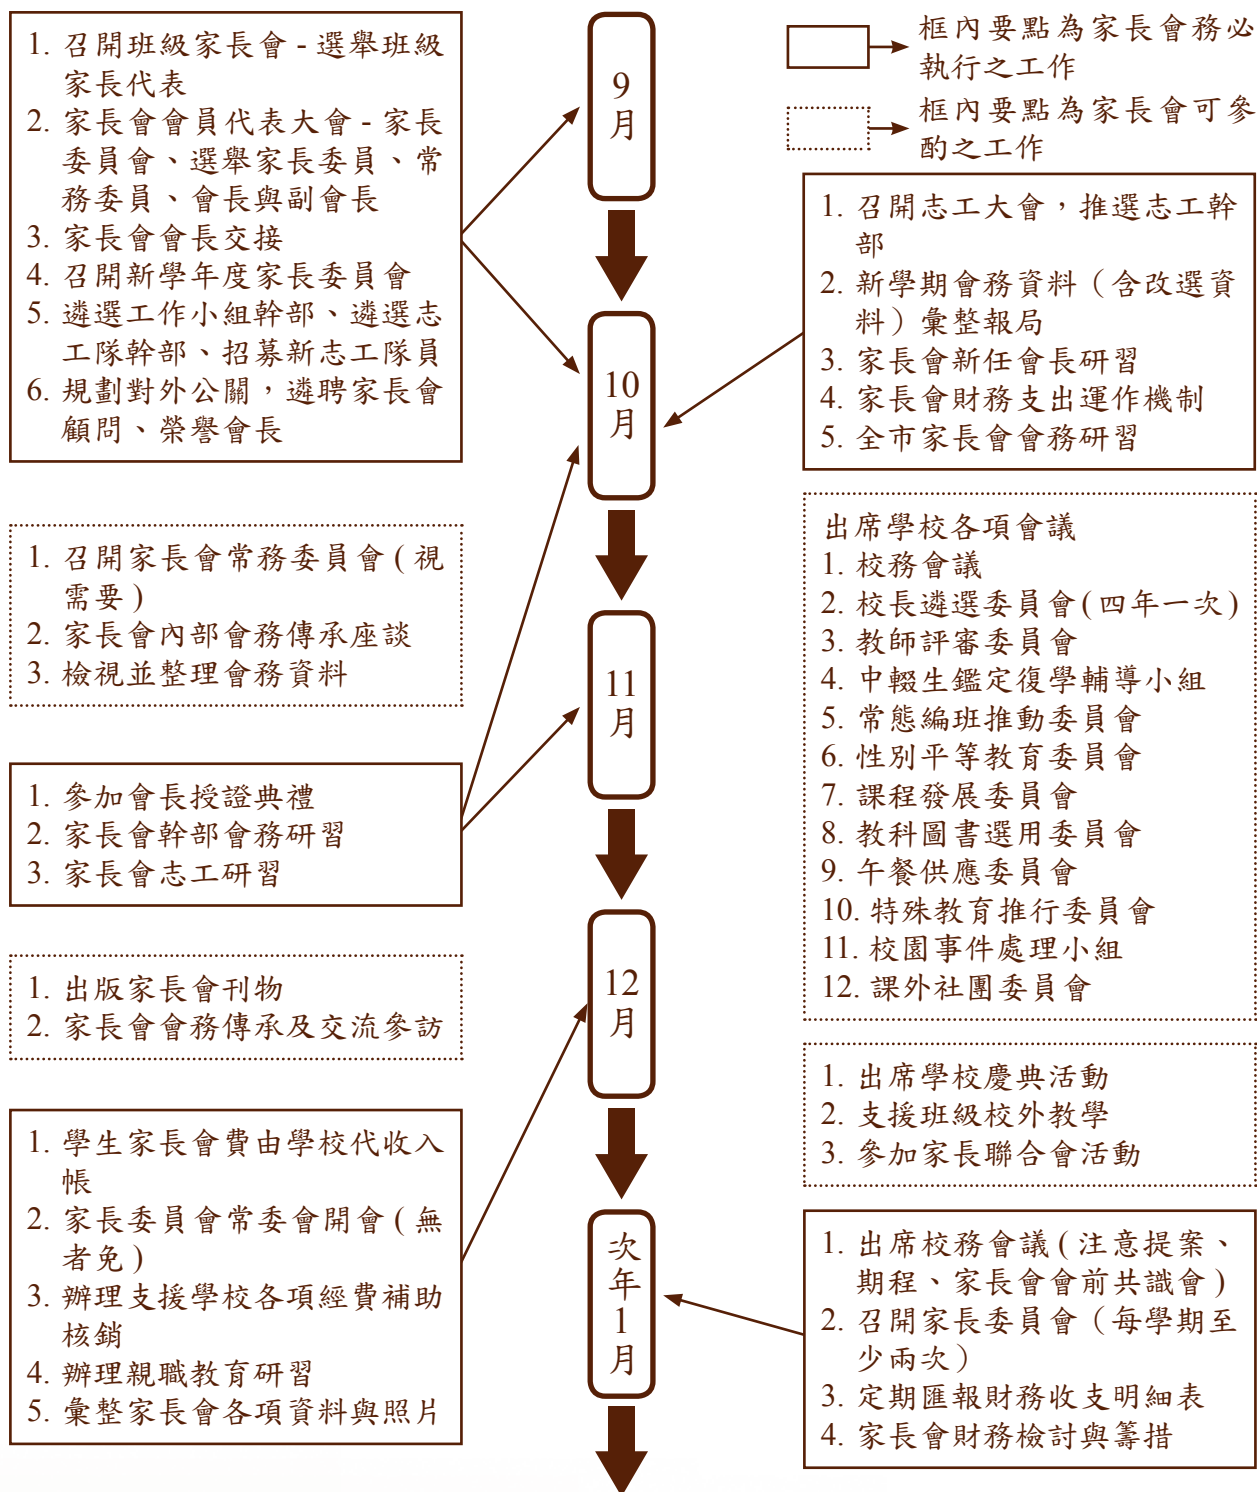 1. 召開班級家長會 - 選舉班級
家長代表
2. 家長會會員代表大會 - 家長
委員會、選舉家長委員、常
務委員、會長與副會長
3. 家長會會長交接
4. 召開新學年度家長委員會
5. 遴選工作小組幹部、遴選志
工隊幹部、招募新志工隊員
6. 規劃對外公關，遴聘家長會
顧問、榮譽會長
1. 召開家長會常務委員會 ( 視
需要 )
2. 家長會內部會務傳承座談
3. 檢視並整理會務資料
1. 參加會長授證典禮
2. 家長會幹部會務研習
3. 家長會志工研習
1. 出版家長會刊物
2. 家長會會務傳承及交流參訪
1. 學生家長會費由學校代收入
帳
2. 家長委員會常委會開會 ( 無
者免 )
3. 辦理支援學校各項經費補助
核銷
4. 辦理親職教育研習
5. 彙整家長會各項資料與照片
9
月
10
月
11
月
12
月
次
年
1
月
框內要點為家長會務必
執行之工作
框內要點為家長會可參
酌之工作
1. 召開志工大會，推選志工幹
部
2. 新學期會務資料（含改選資
料）彙整報局
3. 家長會新任會長研習
4. 家長會財務支出運作機制
5. 全市家長會會務研習
出席學校各項會議
1. 校務會議
2. 校長遴選委員會(四年一次)
3. 教師評審委員會
4. 中輟生鑑定復學輔導小組
5. 常態編班推動委員會
6. 性別平等教育委員會
7. 課程發展委員會
8. 教科圖書選用委員會
9. 午餐供應委員會
10. 特殊教育推行委員會
11. 校園事件處理小組
12. 課外社團委員會
1. 出席學校慶典活動
2. 支援班級校外教學
3. 參加家長聯合會活動
1. 出席校務會議 ( 注意提案、
期程、家長會會前共識會 )
2. 召開家長委員會（每學期至
少兩次）
3. 定期匯報財務收支明細表
4. 家長會財務檢討與籌措